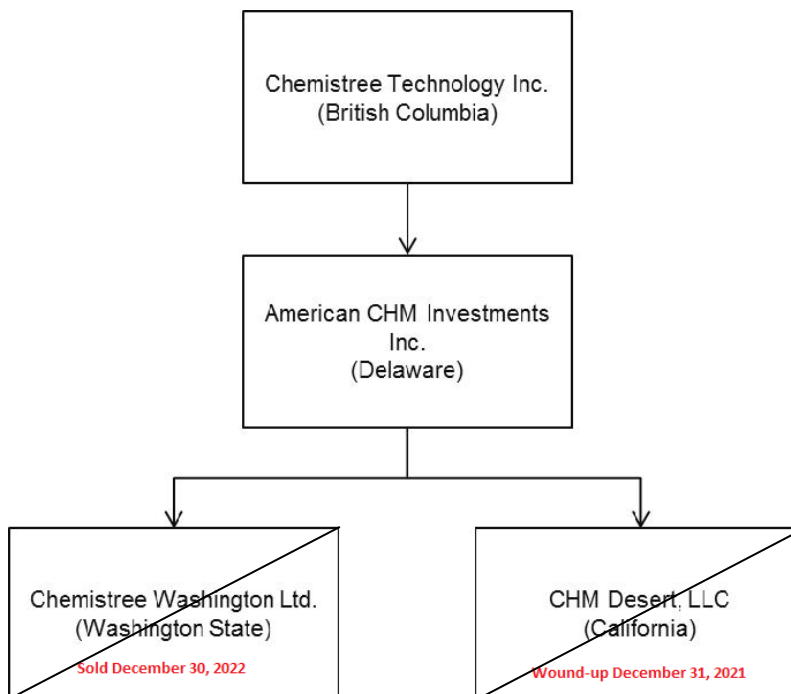 Chemistree Technology Inc.
(British Columbia)
American CHM Investments
Inc.
(Delaware)
Chemistree Washington Ltd.
(Washington State)
Sold December 30, 2022
CHM Desert, LLC
(California)
Wound-up December 31, 2021